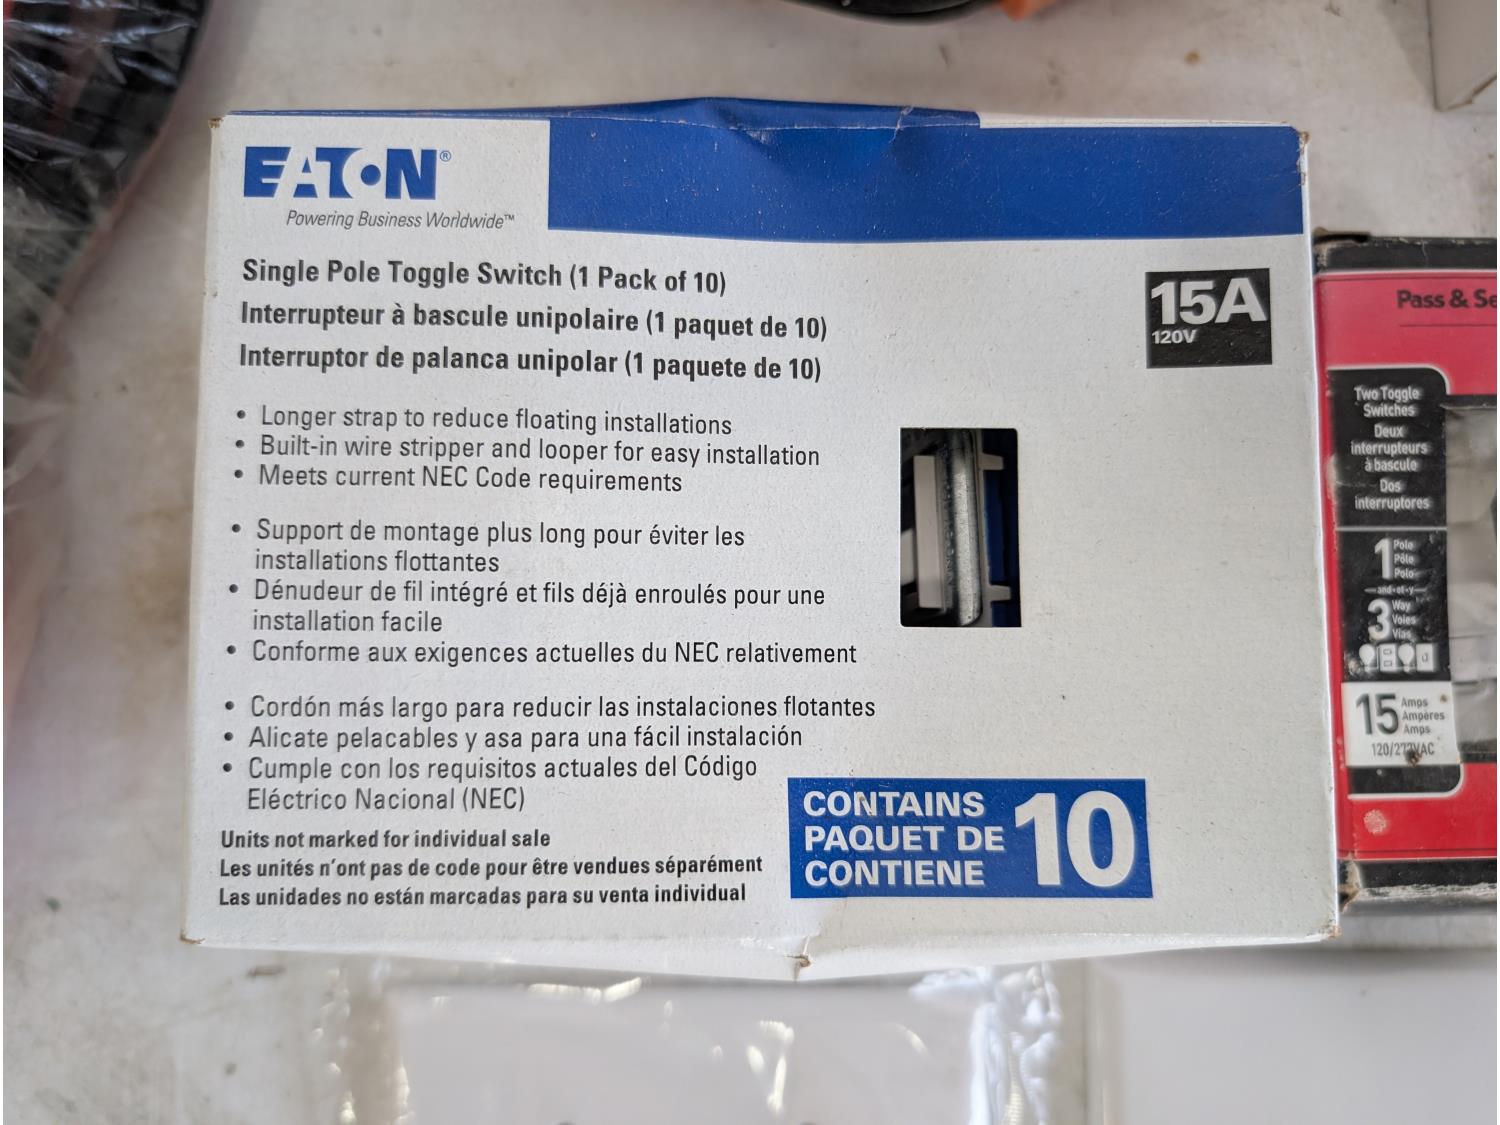 EATON®
Powering Business Worldwide™
Single Pole Toggle Switch (1 Pack of 10)
Interrupteur à bascule unipolaire (1 paquet de 10)
Interruptor de palanca unipolar (1 paquete de 10)
15A
120V
• Longer strap to reduce floating installations
• Built-in wire stripper and looper for easy installation
• Meets current NEC Code requirements
• Support de montage plus long pour éviter les
installations flottantes
• Dénudeur de fil intégré et fils déjà enroulés pour une
installation facile
• Conforme aux exigences actuelles du NEC relativement
• Cordón más largo para reducir las instalaciones flotantes
• Alicate pelacables y asa para una fácil instalación
• Cumple con los requisitos actuales del Código
Eléctrico Nacional (NEC)
Units not marked for individual sale
Les unités n'ont pas de code pour être vendues séparément
Las unidades no están marcadas para su venta individual
CONTAINS
PAQUET DE
CONTIENE
10
Pass & Se
Two Toggle
Switches
Deux
interrupteurs
à bascule
Dos
interruptores
1
Pole
Pôle
Polo
and•et•y
3
Way
Voies
Vías
15
Amps
Ampères
Amps
120/277VAC